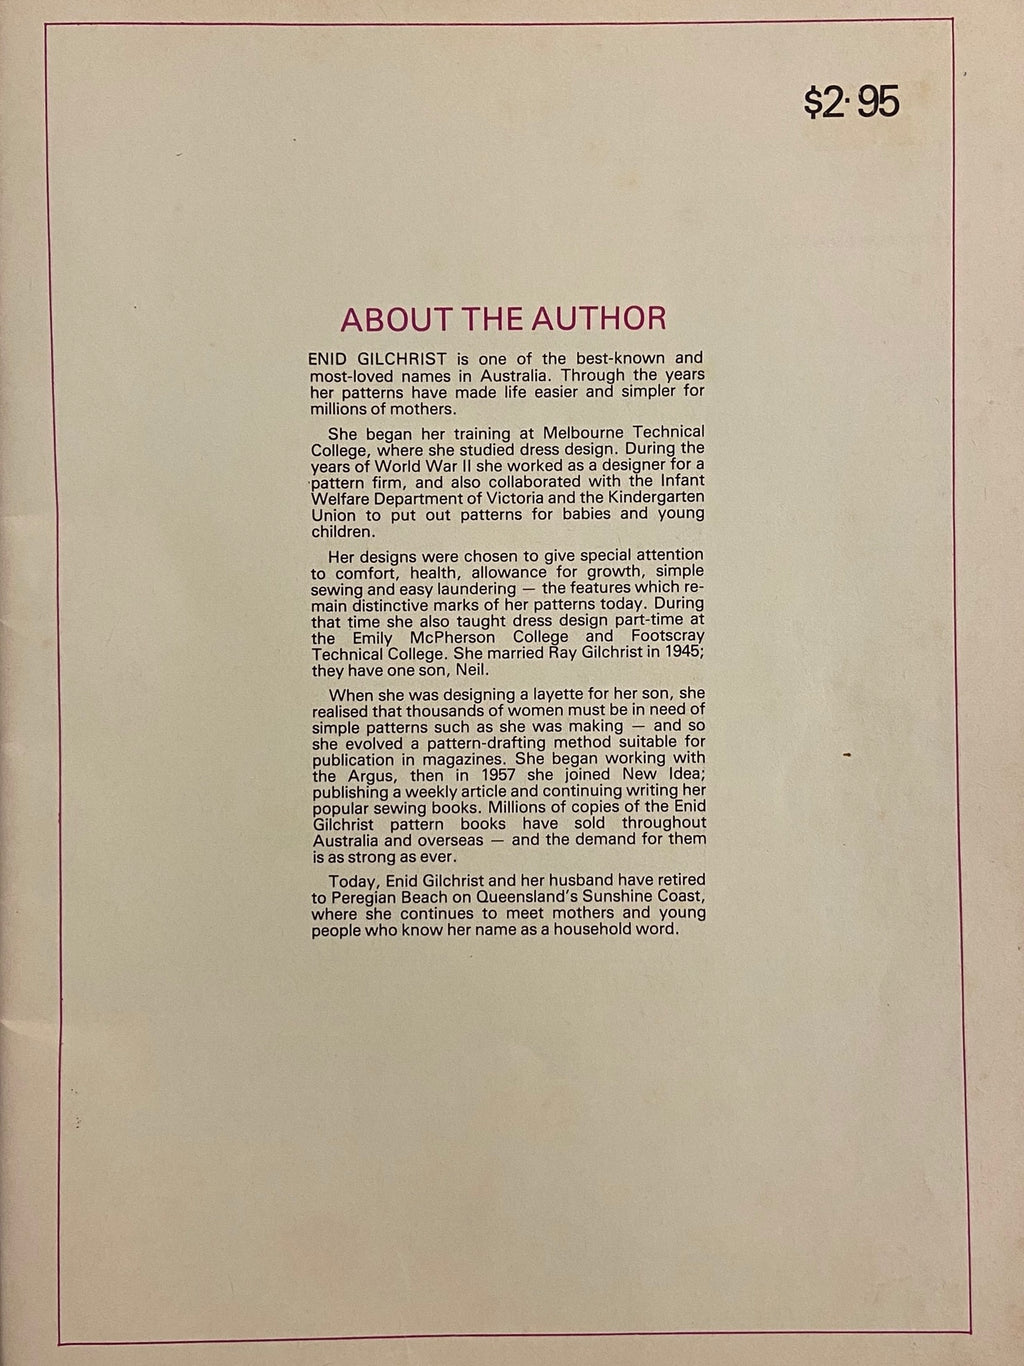 $2·95
ABOUT THE AUTHOR
ENID GILCHRIST is one of the best-known and
most-loved names in Australia. Through the years
her patterns have made life easier and simpler for
millions of mothers.
She began her training at Melbourne Technical
College, where she studied dress design. During the
years of World War II she worked as a designer for a
pattern firm, and also collaborated with the Infant
Welfare Department of Victoria and the Kindergarten
Union to put out patterns for babies and young
children.
Her designs were chosen to give special attention
to comfort, health, allowance for growth, simple
sewing and easy laundering — the features which re-
main distinctive marks of her patterns today. During
that time she also taught dress design part-time at
the Emily McPherson College and Footscray
Technical College. She married Ray Gilchrist in 1945;
they have one son, Neil.
When she was designing a layette for her son, she
realised that thousands of women must be in need of
simple patterns such as she was making — and so
she evolved a pattern-drafting method suitable for
publication in magazines. She began working with
the Argus, then in 1957 she joined New Idea;
publishing a weekly article and continuing writing her
popular sewing books. Millions of copies of the Enid
Gilchrist pattern books have sold throughout
Australia and overseas — and the demand for them
is as strong as ever.
Today, Enid Gilchrist and her husband have retired
to Peregian Beach on Queensland's Sunshine Coast,
where she continues to meet mothers and young
people who know her name as a household word.